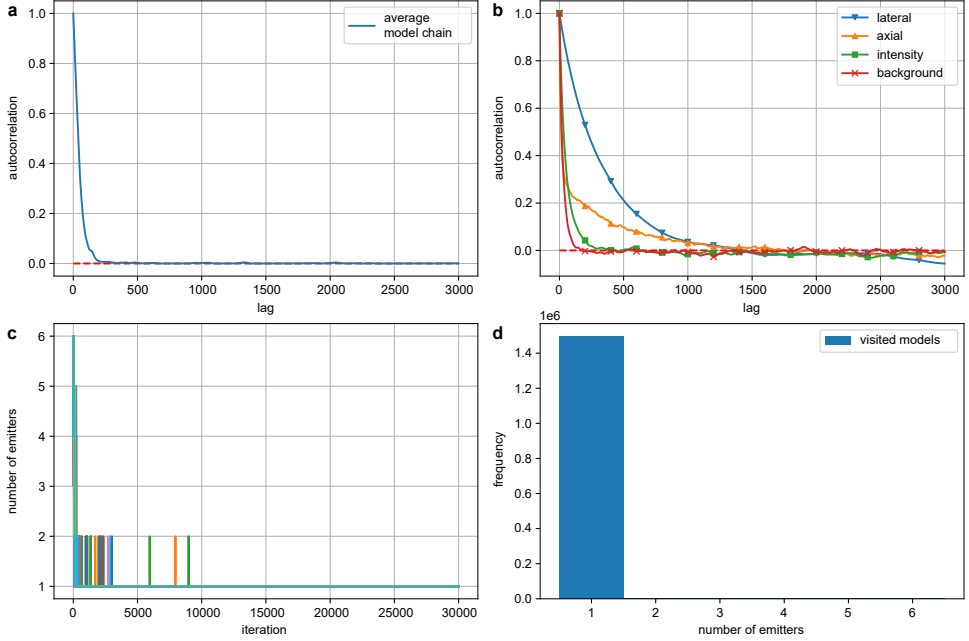 a
1.0
0.8
0.6
0.4
0.2
0.0
autocorrelation
average
model chain
0
500
1000
1500
2000
2500
3000
lag
b
1.0
0.8
0.6
0.4
0.2
0.0
autocorrelation
lateral
axial
intensity
background
0
500
1000
1500
2000
2500
3000
lag
c
6
5
4
3
2
1
number of emitters
0
5000
10000
15000
20000
25000
30000
iteration
d
1e6
1.4
1.2
1.0
0.8
0.6
0.4
0.2
0.0
frequency
visited models
1
2
3
4
5
6
number of emitters